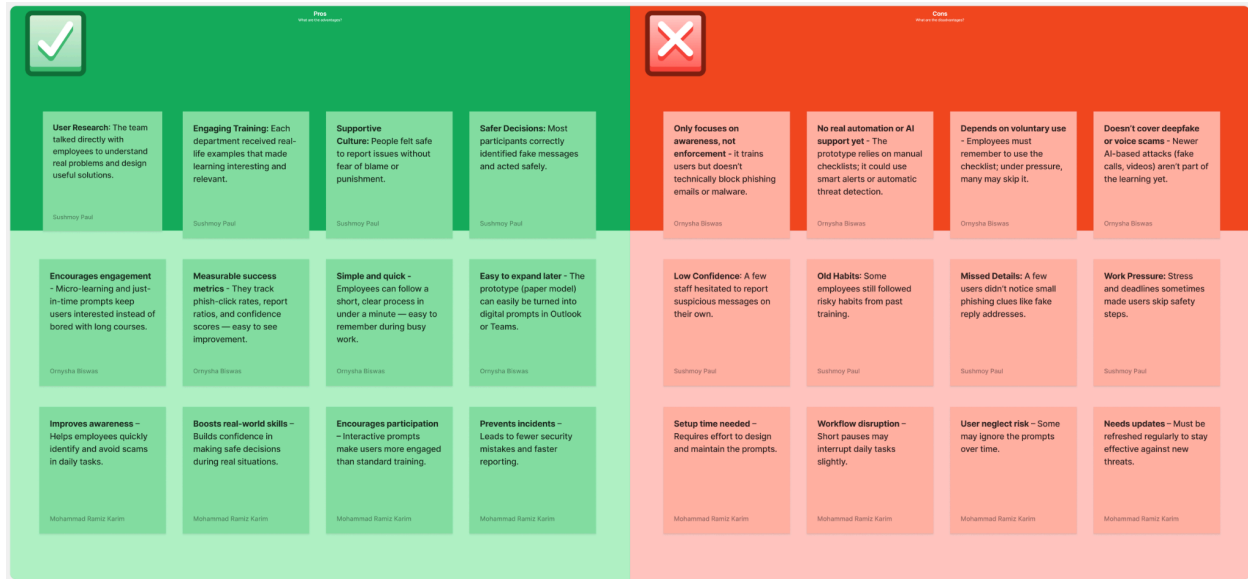 Pros
What are the advantages?
User Research: The team
talked directly with
employees to understand
real problems and design
useful solutions.
Sushmoy Paul
Engaging Training: Each
department received real-
life examples that made
learning interesting and
relevant.
Sushmoy Paul
Supportive
Culture: People felt safe
to report issues without
fear of blame or
punishment.
Sushmoy Paul
Safer Decisions: Most
participants correctly
identified fake messages
and acted safely.
Sushmoy Paul
Encourages engagement
- Micro-learning and just-
in-time prompts keep
users interested instead of
bored with long courses.
Ornysha Biswas
Measurable success
metrics - They track
phish-click rates, report
ratios, and confidence
scores — easy to see
improvement.
Ornysha Biswas
Simple and quick -
Employees can follow a
short, clear process in
under a minute — easy to
remember during busy
work.
Ornysha Biswas
Easy to expand later - The
prototype (paper model)
can easily be turned into
digital prompts in Outlook
or Teams.
Ornysha Biswas
Improves awareness –
Helps employees quickly
identify and avoid scams
in daily tasks.
Mohammad Ramiz Karim
Boosts real-world skills –
Builds confidence in
making safe decisions
during real situations.
Mohammad Ramiz Karim
Encourages participation
– Interactive prompts
make users more engaged
than standard training.
Mohammad Ramiz Karim
Prevents incidents –
Leads to fewer security
mistakes and faster
reporting.
Mohammad Ramiz Karim
Cons
What are the disadvantages?
Only focuses on
awareness, not
enforcement - it trains
users but doesn't
technically block phishing
emails or malware.
Ornysha Biswas
No real automation or AI
support yet - The
prototype relies on manual
checklists; it could use
smart alerts or automatic
threat detection.
Ornysha Biswas
Depends on voluntary use
- Employees must
remember to use the
checklist; under pressure,
many may skip it.
Ornysha Biswas
Doesn't cover deepfake
or voice scams - Newer
AI-based attacks (fake
calls, videos) aren't part of
the learning yet.
Ornysha Biswas
Low Confidence: A few
staff hesitated to report
suspicious messages on
their own.
Sushmoy Paul
Old Habits: Some
employees still followed
risky habits from past
training.
Sushmoy Paul
Missed Details: A few
users didn't notice small
phishing clues like fake
reply addresses.
Sushmoy Paul
Work Pressure: Stress
and deadlines sometimes
made users skip safety
steps.
Sushmoy Paul
Setup time needed –
Requires effort to design
and maintain the prompts.
Mohammad Ramiz Karim
Workflow disruption –
Short pauses may
interrupt daily tasks
slightly.
Mohammad Ramiz Karim
User neglect risk – Some
may ignore the prompts
over time.
Mohammad Ramiz Karim
Needs updates – Must be
refreshed regularly to stay
effective against new
threats.
Mohammad Ramiz Karim